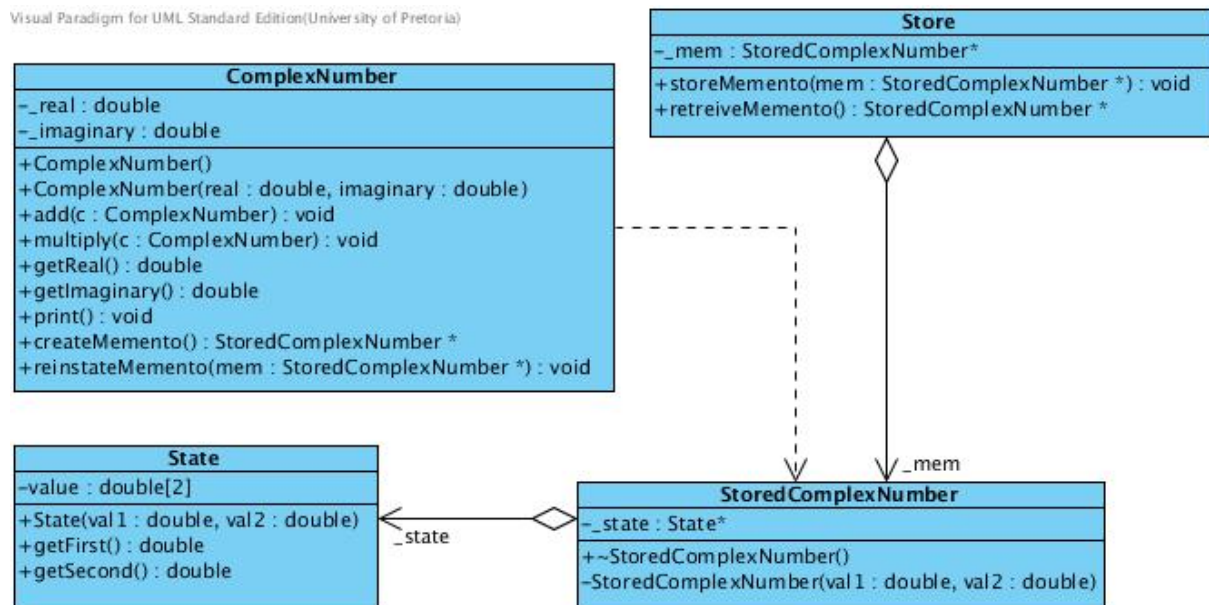 Visual Paradigm for UML Standard Edition(University of Pretoria)
Store
-_mem : StoredComplexNumber*
+storeMemento(mem : StoredComplexNumber *) : void
+retreiveMemento() : StoredComplexNumber *
ComplexNumber
-_real : double
-_imaginary : double
+ComplexNumber()
+ComplexNumber(real : double, imaginary : double)
+add(c : ComplexNumber) : void
+multiply(c : ComplexNumber) : void
+getReal() : double
+getImaginary() : double
+print() : void
+createMemento() : StoredComplexNumber *
+reinstateMemento(mem : StoredComplexNumber *) : void
State
-value : double[2]
+State(val1 : double, val2 : double)
+getFirst() : double
+getSecond() : double
_state
_mem
StoredComplexNumber
-_state : State*
+~StoredComplexNumber()
-StoredComplexNumber(val1 : double, val2 : double)